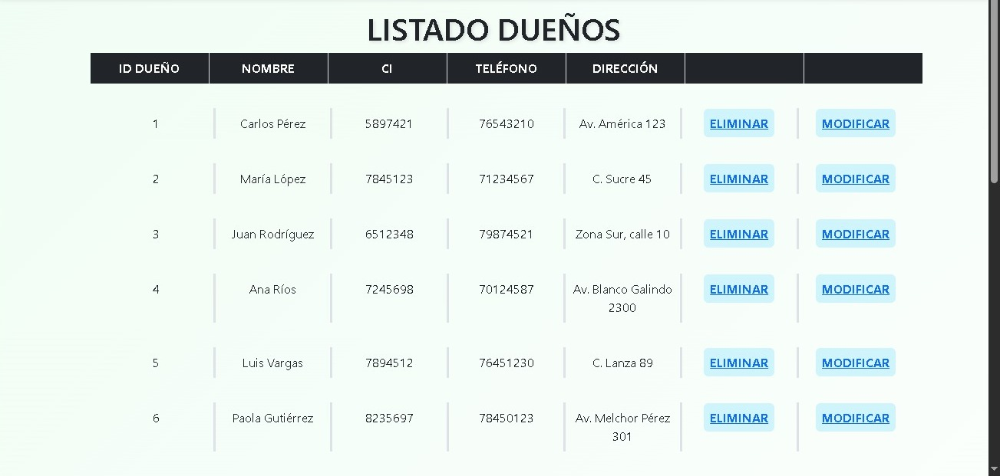 LISTADO DUEÑOS
ID DUEÑO NOMBRE CI TELÉFONO DIRECCIÓN
1 Carlos Pérez 5897421 76543210 Av. América 123 ELIMINAR MODIFICAR
2 María López 7845123 71234567 C. Sucre 45 ELIMINAR MODIFICAR
3 Juan Rodríguez 6512348 79874521 Zona Sur, calle 10 ELIMINAR MODIFICAR
4 Ana Ríos 7245698 70124587 Av. Blanco Galindo ELIMINAR MODIFICAR
2300
5 Luis Vargas 7894512 76451230 C. Lanza 89 ELIMINAR MODIFICAR
6 Paola Gutiérrez 8235697 78450123 Av. Melchor Pérez ELIMINAR MODIFICAR
301